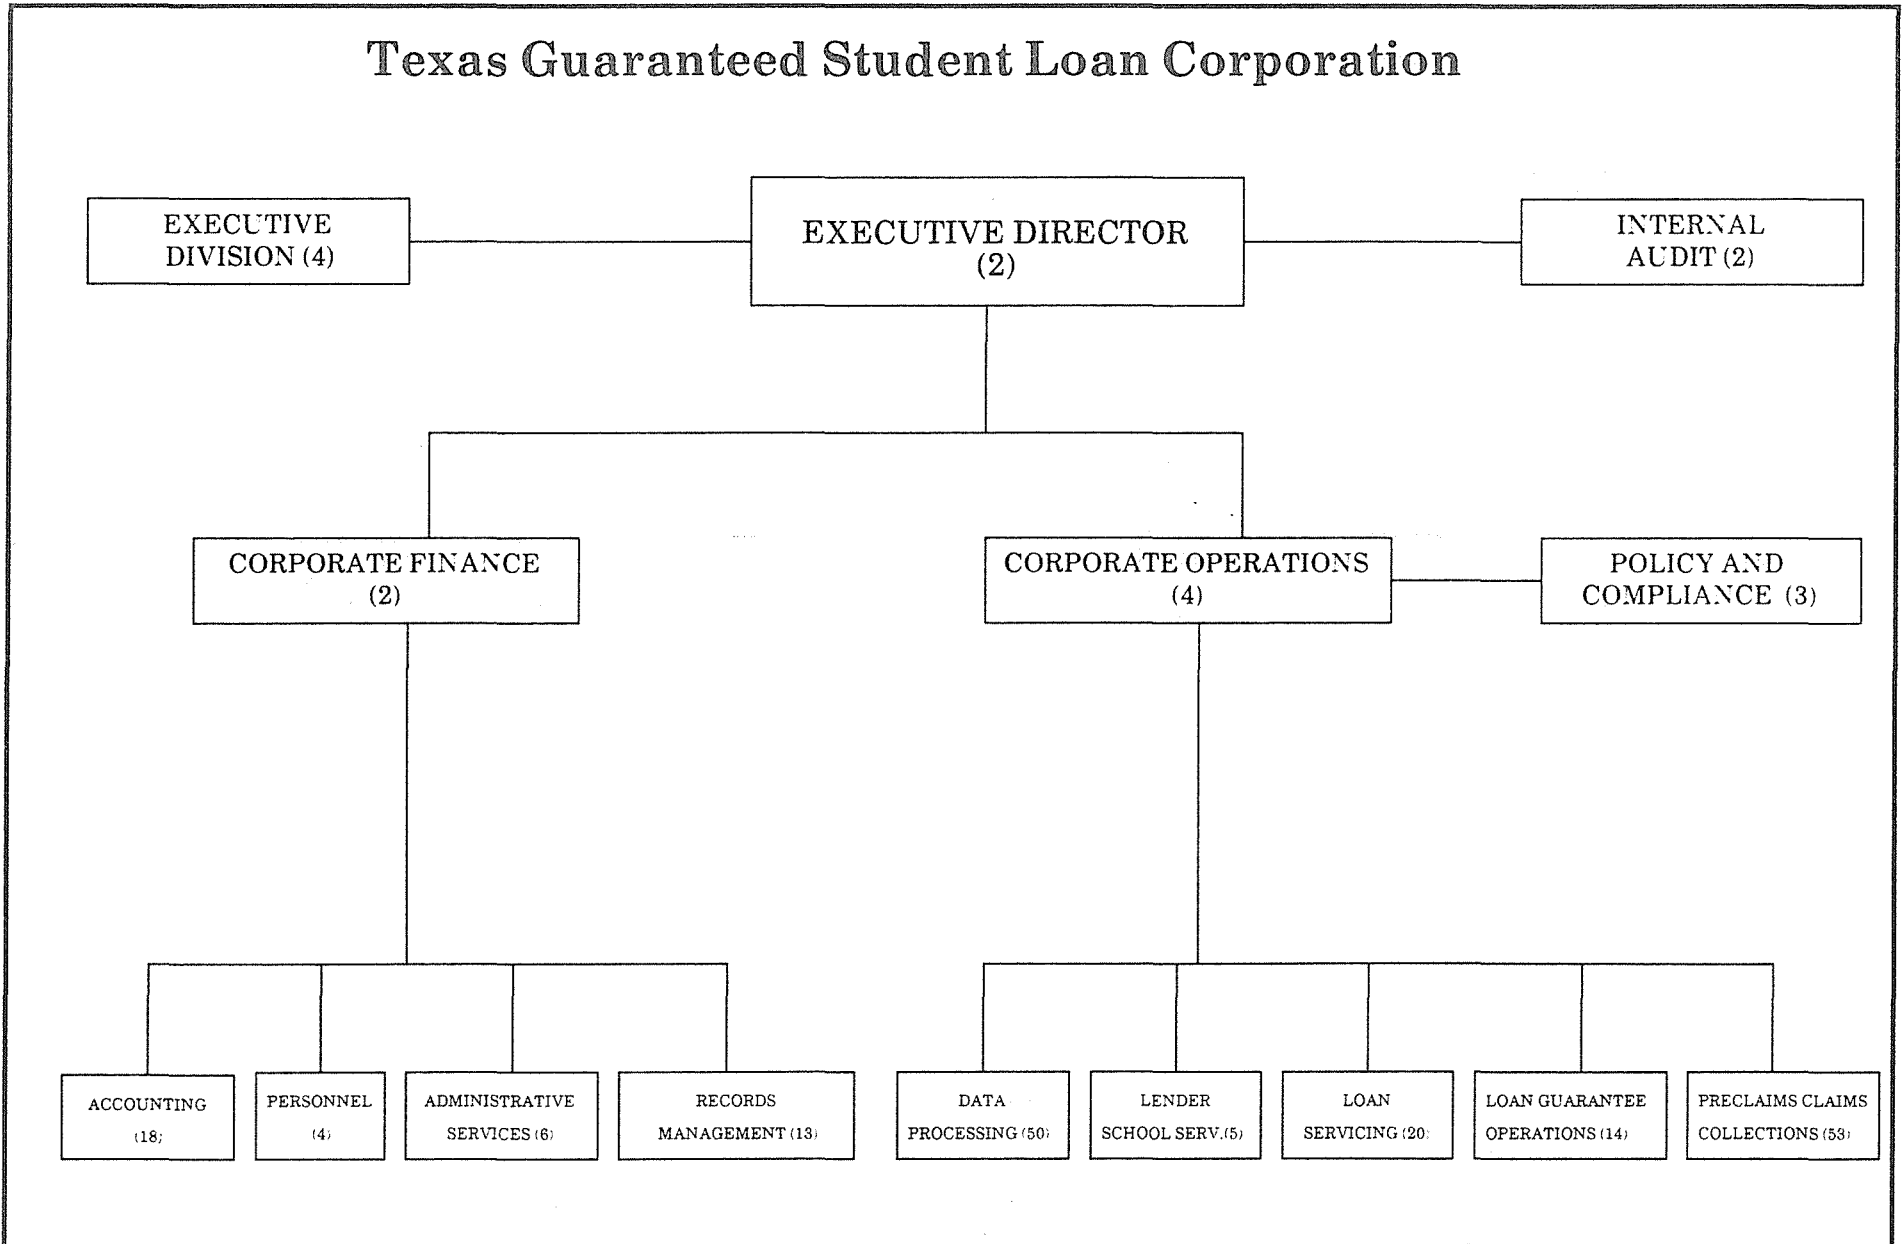 Texas Guaranteed Student Loan Corporation
EXECUTIVE
DIVISION (4)
EXECUTIVE DIRECTOR
(2)
INTERNAL
AUDIT (2)
CORPORATE FINANCE
(2)
CORPORATE OPERATIONS
(4)
POLICY AND
COMPLIANCE (3)
ACCOUNTING
(18)
PERSONNEL
(4)
ADMINISTRATIVE
SERVICES (6)
RECORDS
MANAGEMENT (13)
DATA
PROCESSING (50)
LENDER
SCHOOL SERV.(5)
LOAN
SERVICING (20)
LOAN GUARANTEE
OPERATIONS (14)
PRECLAIMS CLAIMS
COLLECTIONS (53)